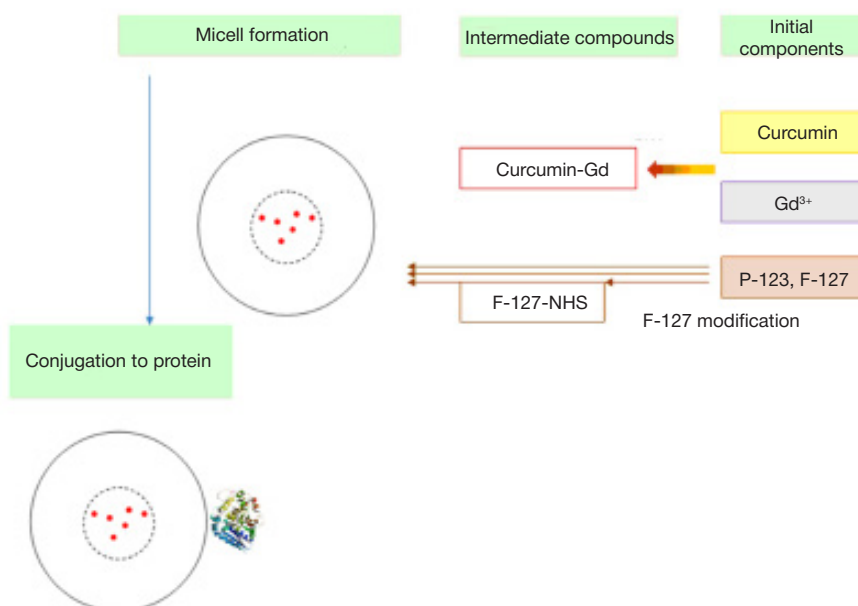 Micell formation
Intermediate compounds
Initial
components
Curcumin
Curcumin-Gd
Gd³⁺
P-123, F-127
F-127-NHS
F-127 modification
Conjugation to protein